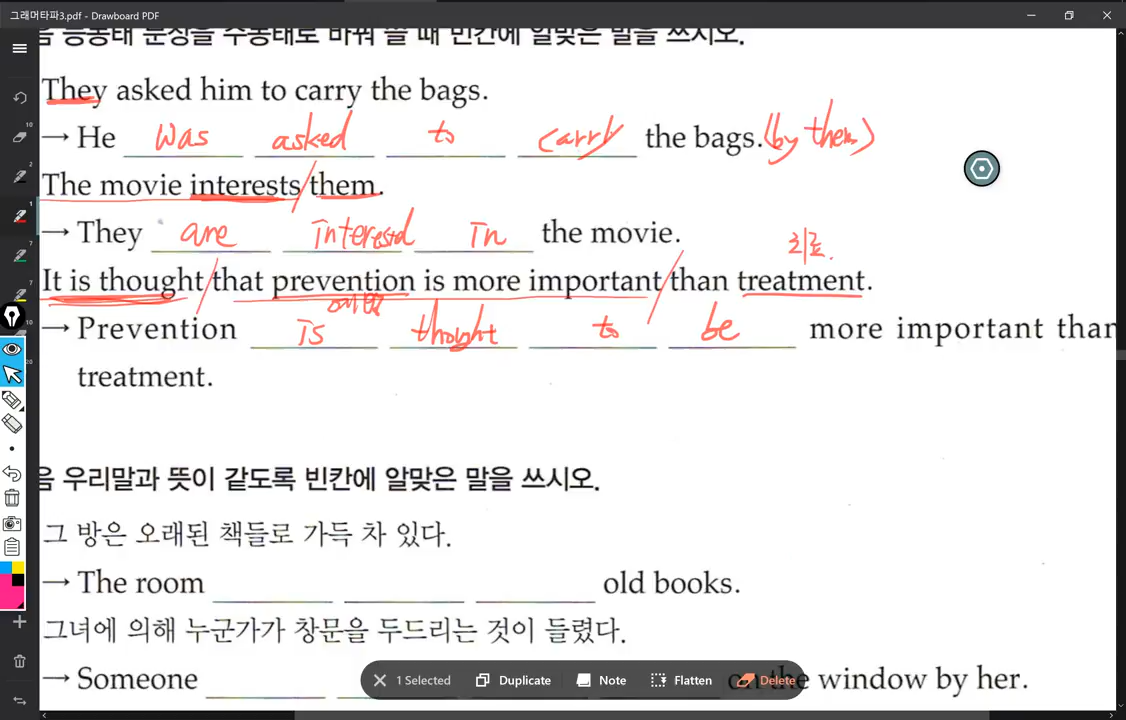 그래머타파3.pdf - Drawboard PDF
음 능동태 문장을 수동태로 바꿔 쓸 때 빈칸에 알맞은 말을 쓰시오.
They asked him to carry the bags.
→ He was asked to carry the bags. (by them)
The movie interests / them.
→ They are interested in the movie.
치료.
It is thought / that prevention is more important / than treatment.
예방
→ Prevention is thought to be more important than
treatment.
음 우리말과 뜻이 같도록 빈칸에 알맞은 말을 쓰시오.
그 방은 오래된 책들로 가득 차 있다.
→ The room ___ ___ ___ old books.
그녀에 의해 누군가가 창문을 두드리는 것이 들렸다.
→ Someone ___ on the window by her.
1 Selected Duplicate Note Flatten Delete